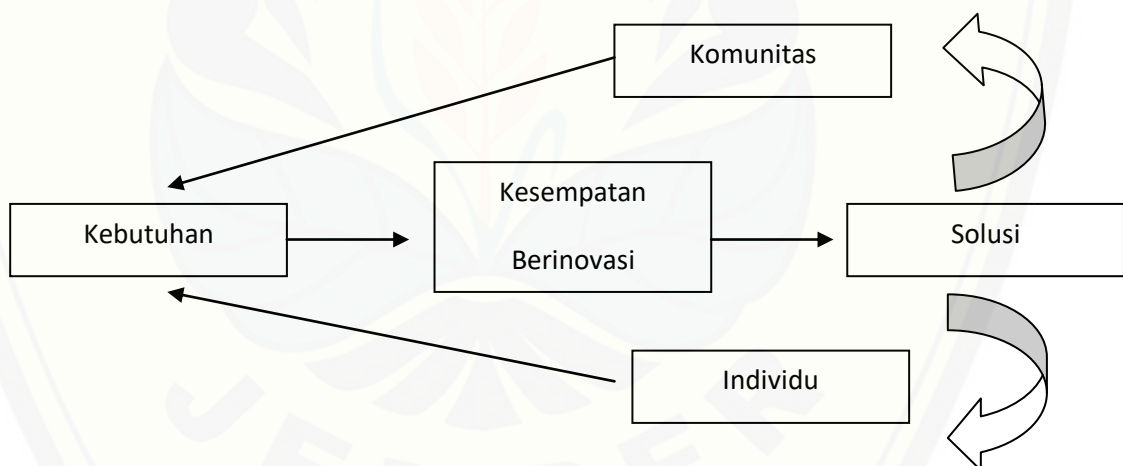 Komunitas
Kesempatan
Berinovasi
Kebutuhan
Solusi
Individu